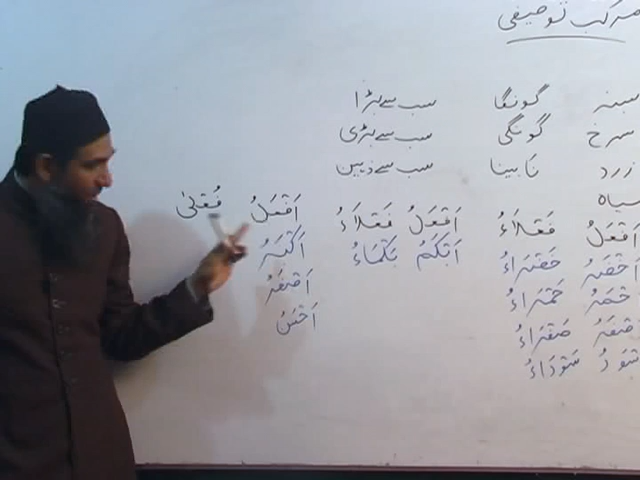 مرکب توصیفی
سبز گونگا سب سے بڑا
سرخ گونگی سب سے بڑی
زرد نابینا سب سے ذہین
سیاہ
اَفْعَلُ فَعْلَاءُ اَفْعَلُ فَعْلَاءُ اَفْعَلُ فُعْلٰی
اَخْضَرُ خَضْرَاءُ اَبْکَمُ بَکْمَاءُ اَکْبَرُ
اَحْمَرُ حَمْرَاءُ اَصْغَرُ
اَصْفَرُ صَفْرَاءُ
اَسْوَدُ سَوْدَاءُ